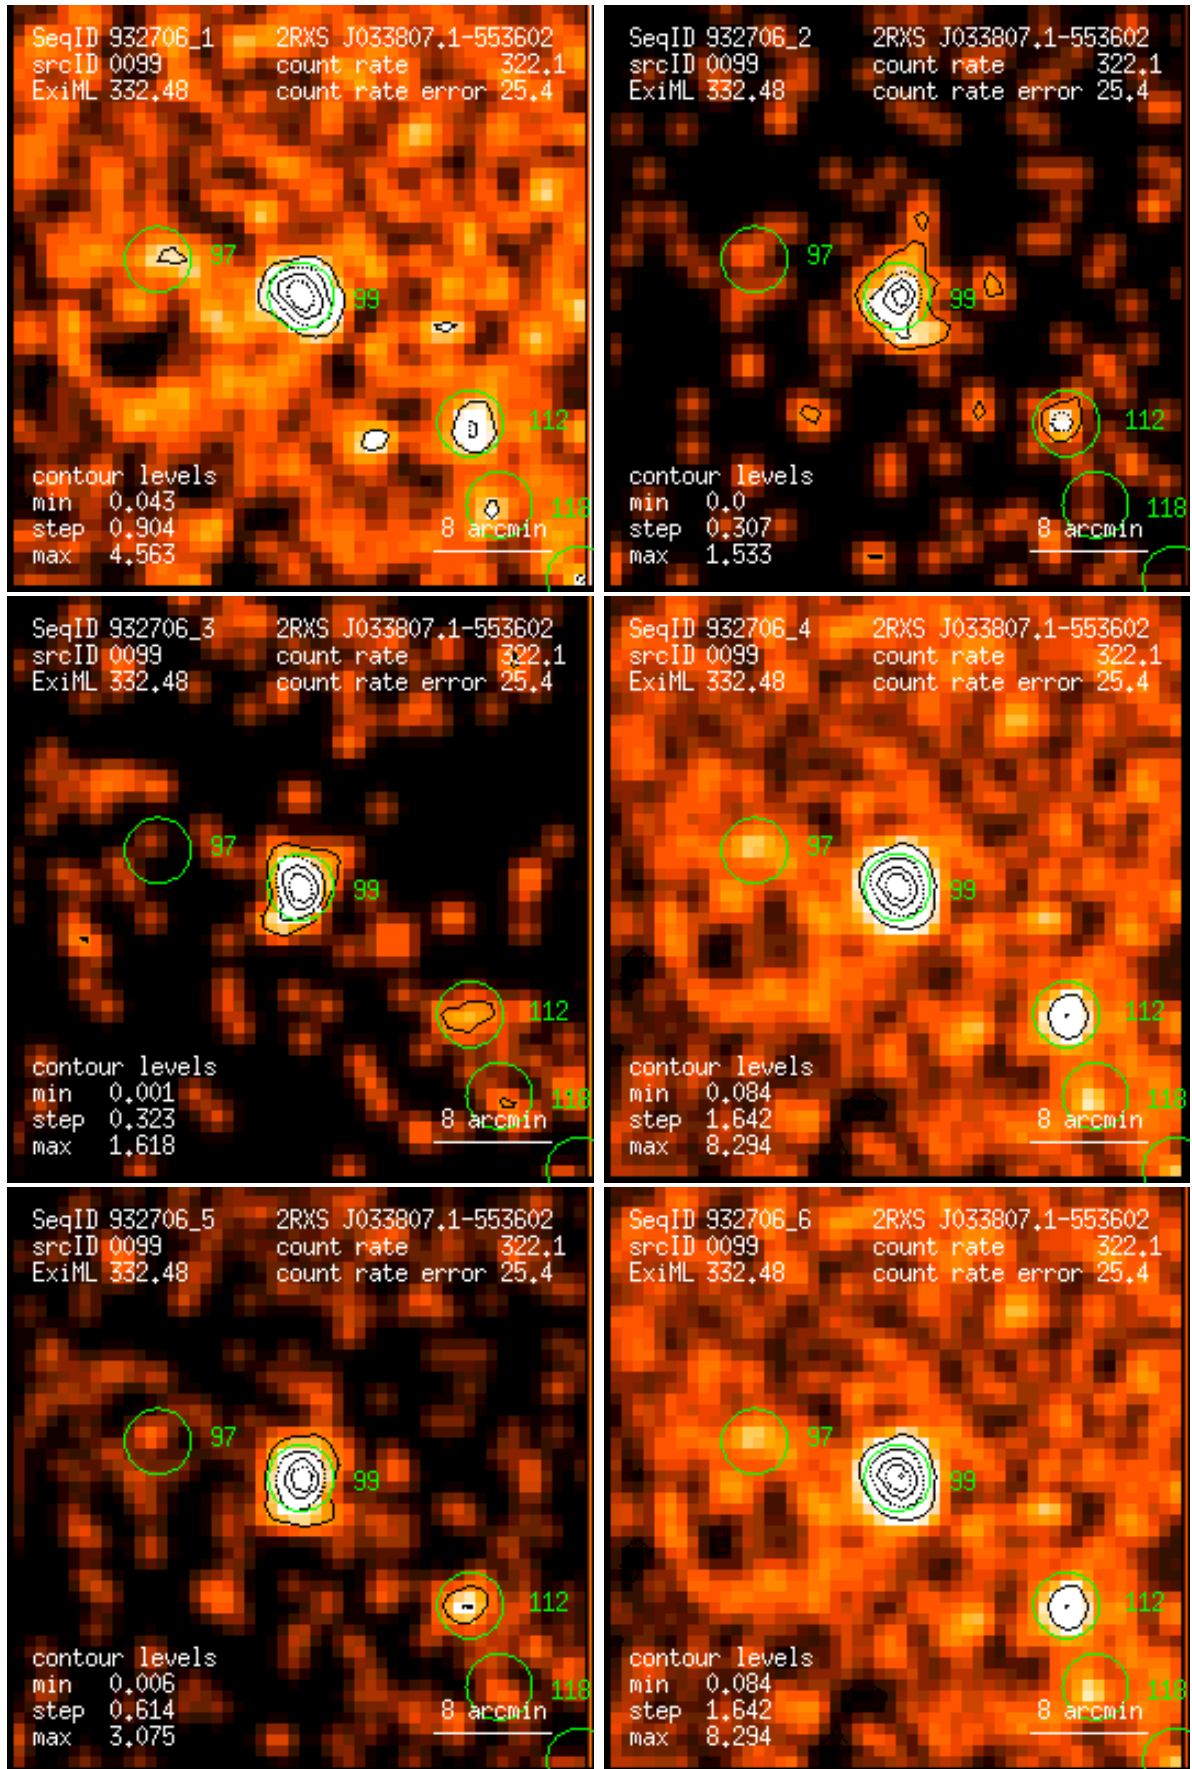 SeqID 932706_1 2RXS J033807.1-553602
srcID 0099 count rate 322.1
ExiML 332.48 count rate error 25.4
97
99
112
contour levels
min 0.043
118
step 0.904 8 arcmin
max 4.563
SeqID 932706_2 2RXS J033807.1-553602
srcID 0099 count rate 322.1
ExiML 332.48 count rate error 25.4
97
99
112
contour levels
min 0.0
118
step 0.307 8 arcmin
max 1.533
SeqID 932706_3 2RXS J033807.1-553602
srcID 0099 count rate 322.1
ExiML 332.48 count rate error 25.4
97
99
112
contour levels
min 0.001
118
step 0.323 8 arcmin
max 1.618
SeqID 932706_4 2RXS J033807.1-553602
srcID 0099 count rate 322.1
ExiML 332.48 count rate error 25.4
97
99
112
contour levels
min 0.084
118
step 1.642 8 arcmin
max 8.294
SeqID 932706_5 2RXS J033807.1-553602
srcID 0099 count rate 322.1
ExiML 332.48 count rate error 25.4
97
99
112
contour levels
min 0.006
118
step 0.614 8 arcmin
max 3.075
SeqID 932706_6 2RXS J033807.1-553602
srcID 0099 count rate 322.1
ExiML 332.48 count rate error 25.4
97
99
112
contour levels
min 0.084
118
step 1.642 8 arcmin
max 8.294